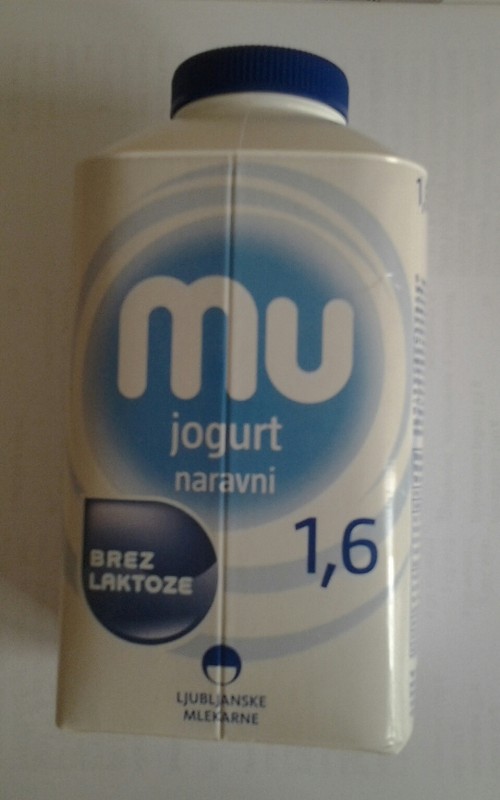 mu
jogurt
naravni
1,6
BREZ
LAKTOZE
LJUBLJANSKE
MLEKARNE